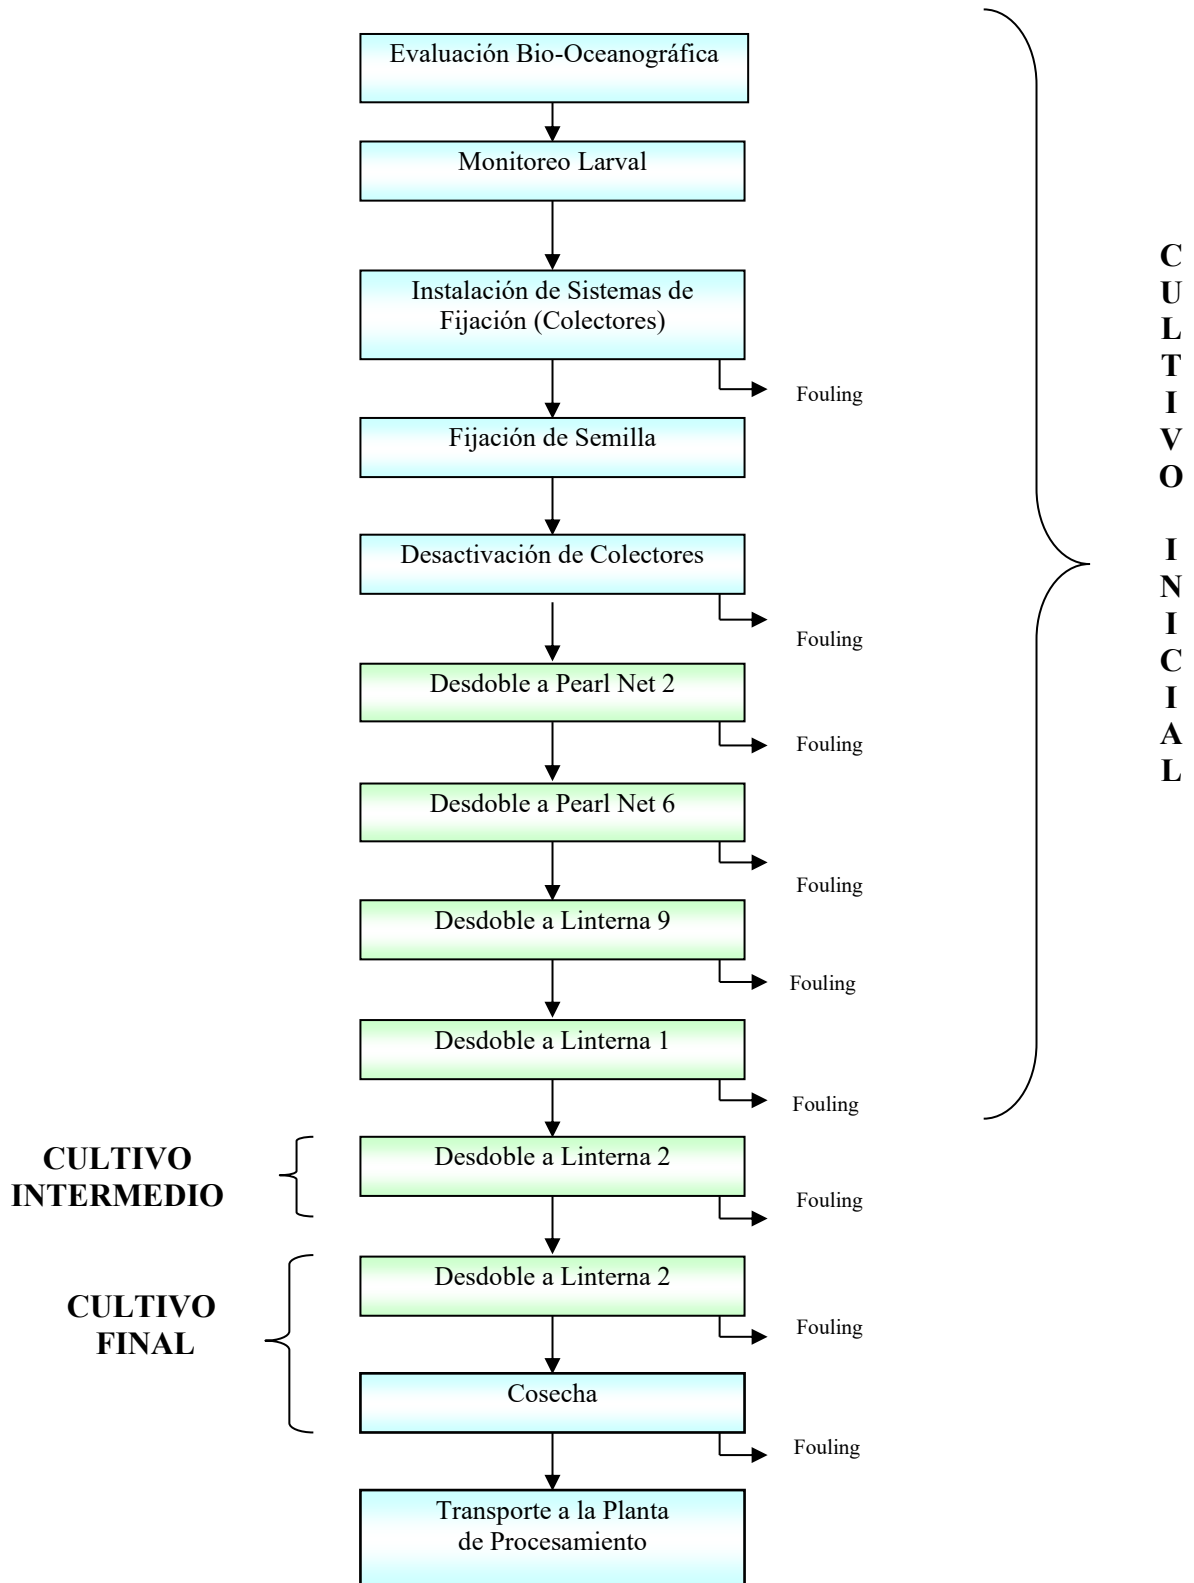 Evaluación Bio-Oceanográfica
Monitoreo Larval
Instalación de Sistemas de
Fijación (Colectores)
Fouling
Fijación de Semilla
Desactivación de Colectores
Fouling
Desdoble a Pearl Net 2
Fouling
Desdoble a Pearl Net 6
Fouling
Desdoble a Linterna 9
Fouling
Desdoble a Linterna 1
Fouling
CULTIVO INICIAL
CULTIVO
INTERMEDIO
Desdoble a Linterna 2
Fouling
CULTIVO
FINAL
Desdoble a Linterna 2
Fouling
Cosecha
Fouling
Transporte a la Planta
de Procesamiento